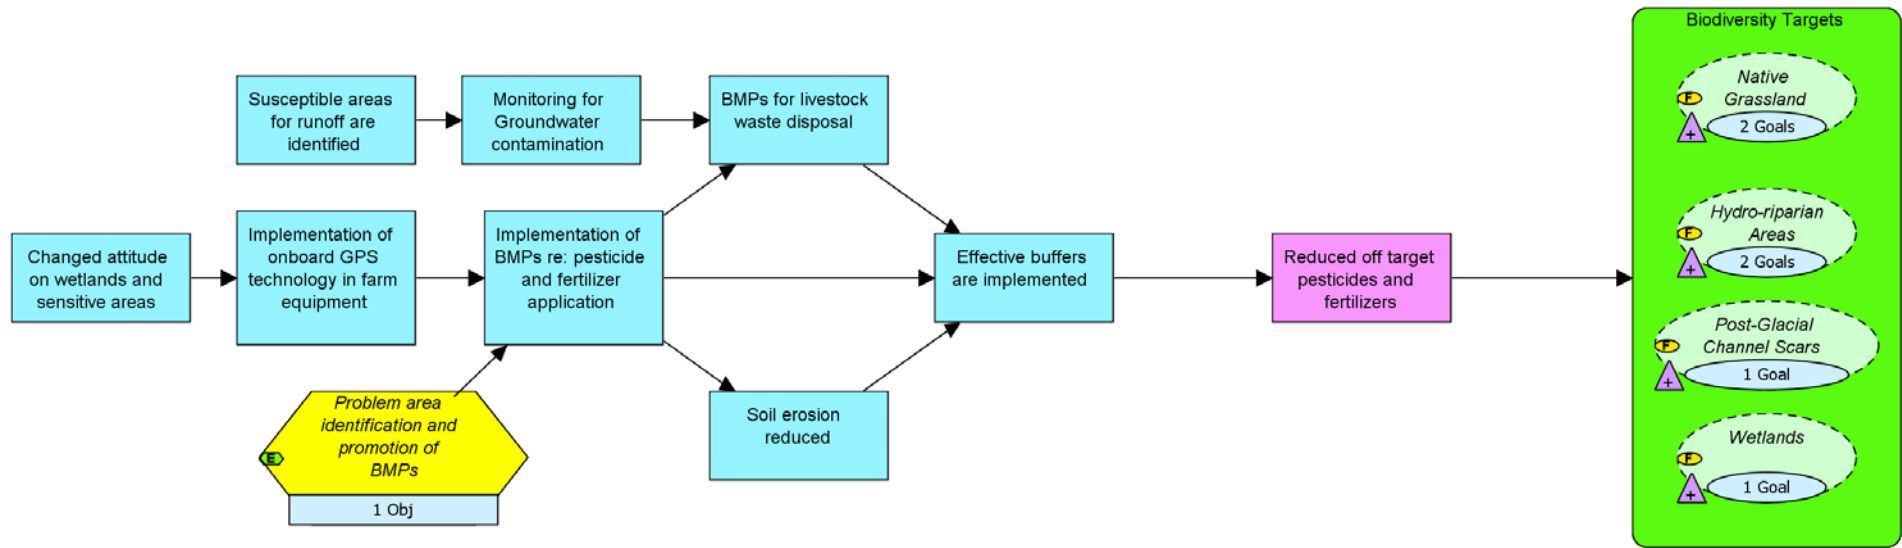 Biodiversity Targets
Susceptible areas
for runoff are
identified
Monitoring for
Groundwater
contamination
BMPs for livestock
waste disposal
Changed attitude
on wetlands and
sensitive areas
Implementation of
onboard GPS
technology in farm
equipment
Implementation of
BMPs re: pesticide
and fertilizer
application
Effective buffers
are implemented
Reduced off target
pesticides and
fertilizers
Problem area
identification and
promotion of
BMPs
E
1 Obj
Soil erosion
reduced
Native
Grassland
F
+
2 Goals
Hydro-riparian
Areas
F
+
2 Goals
Post-Glacial
Channel Scars
F
+
1 Goal
Wetlands
F
+
1 Goal